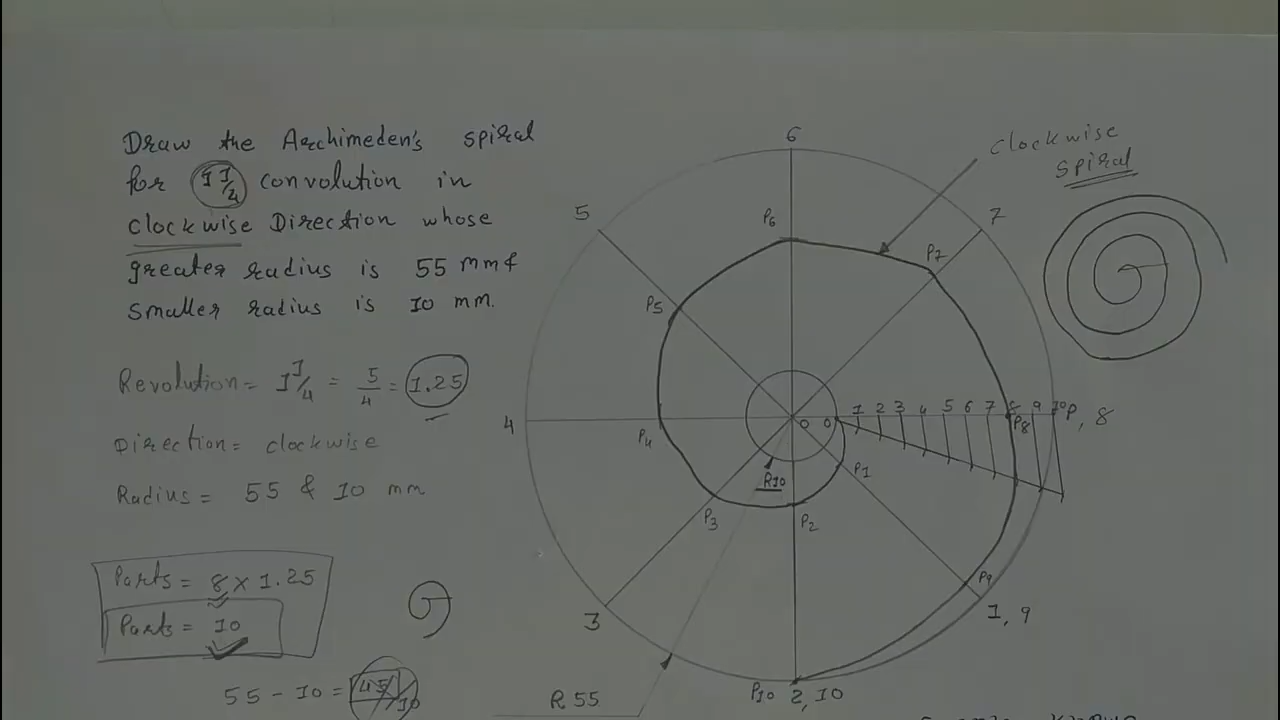 Draw the Archimeden's spiral
for 1 1/4 convolution in
clockwise Direction whose
greater radius is 55 mm &
smaller radius is 10 mm.
Revolution = 1 1/4 = 5/4 = 1.25
Direction = clockwise
Radius = 55 & 10 mm
Parts = 8 x 1.25
Parts = 10
55 - 10 = 45/10
clockwise
spiral
6
5
7
P6
P7
P5
4
P4
O O 1 2 3 4 5 6 7 8 9 10 P, 8
P8
P1
R10
P3
P2
P9
3
1, 9
R 55
P10 2, 10